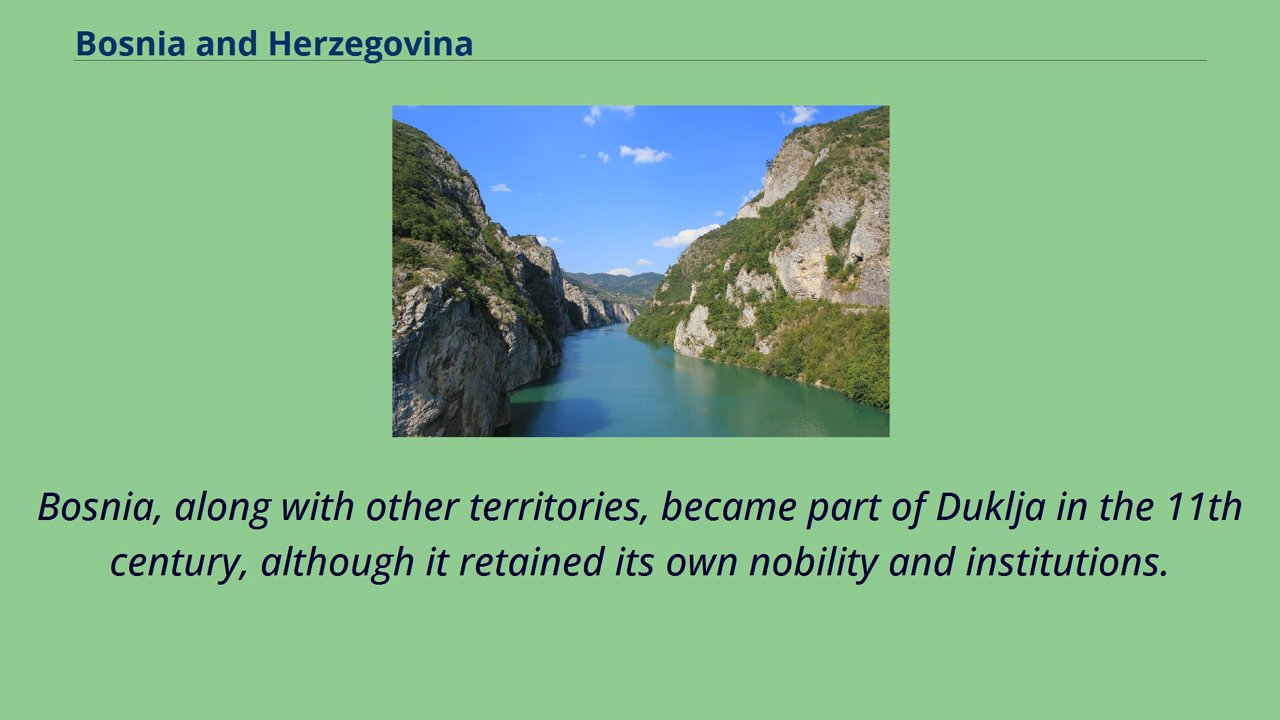 Bosnia and Herzegovina
Bosnia, along with other territories, became part of Duklja in the 11th
century, although it retained its own nobility and institutions.